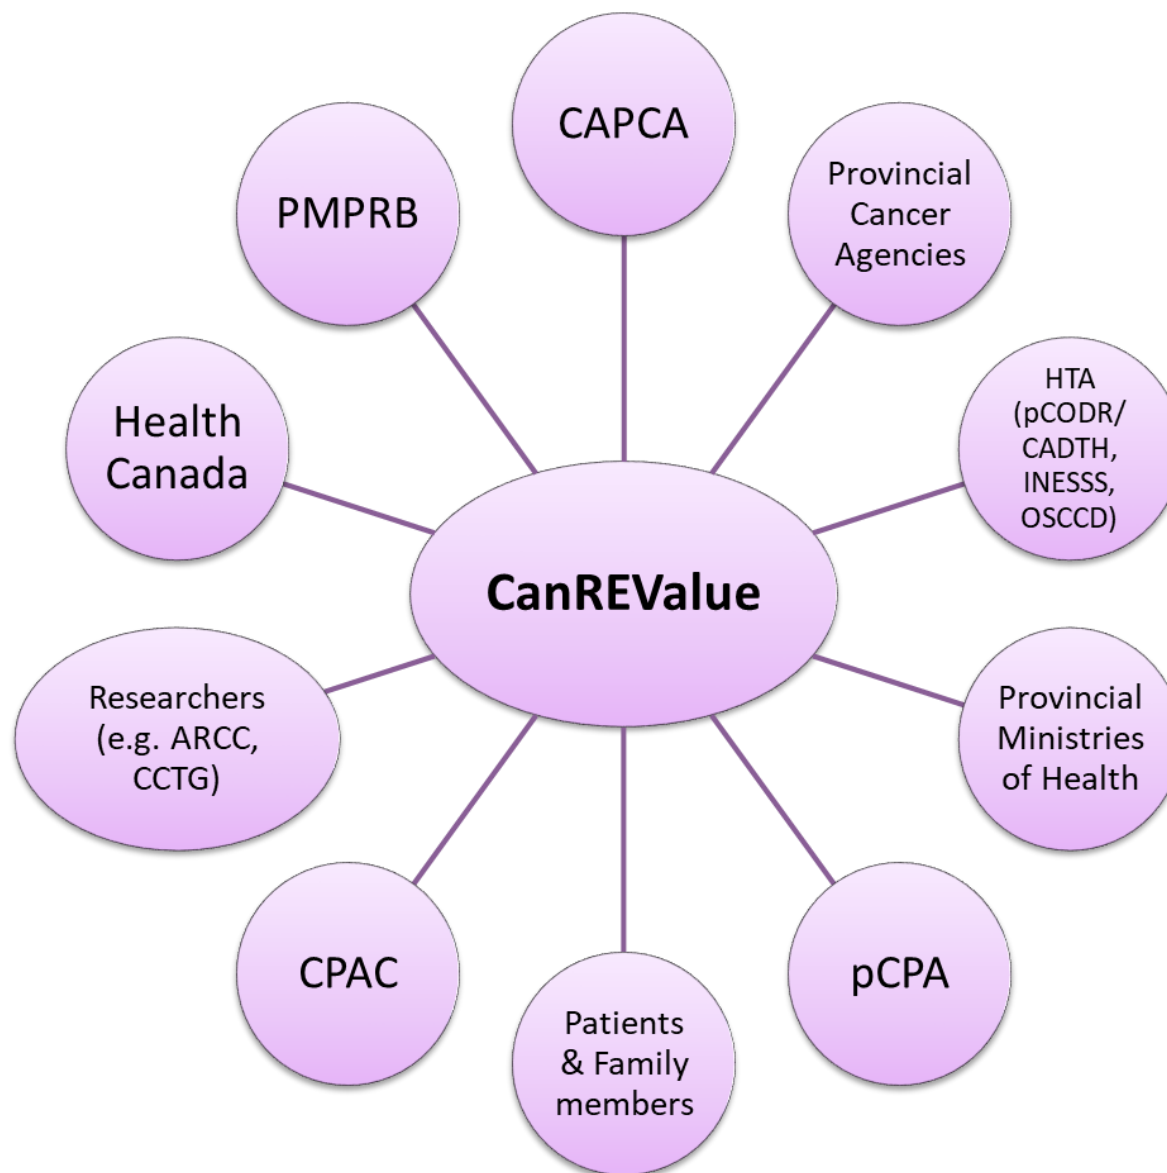 CAPCA
PMPRB
Provincial
Cancer
Agencies
Health
Canada
HTA
(pCODR/
CADTH,
INESSS,
OSCCD)
CanREValue
Researchers
(e.g. ARCC,
CCTG)
Provincial
Ministries
of Health
CPAC
pCPA
Patients
& Family
members